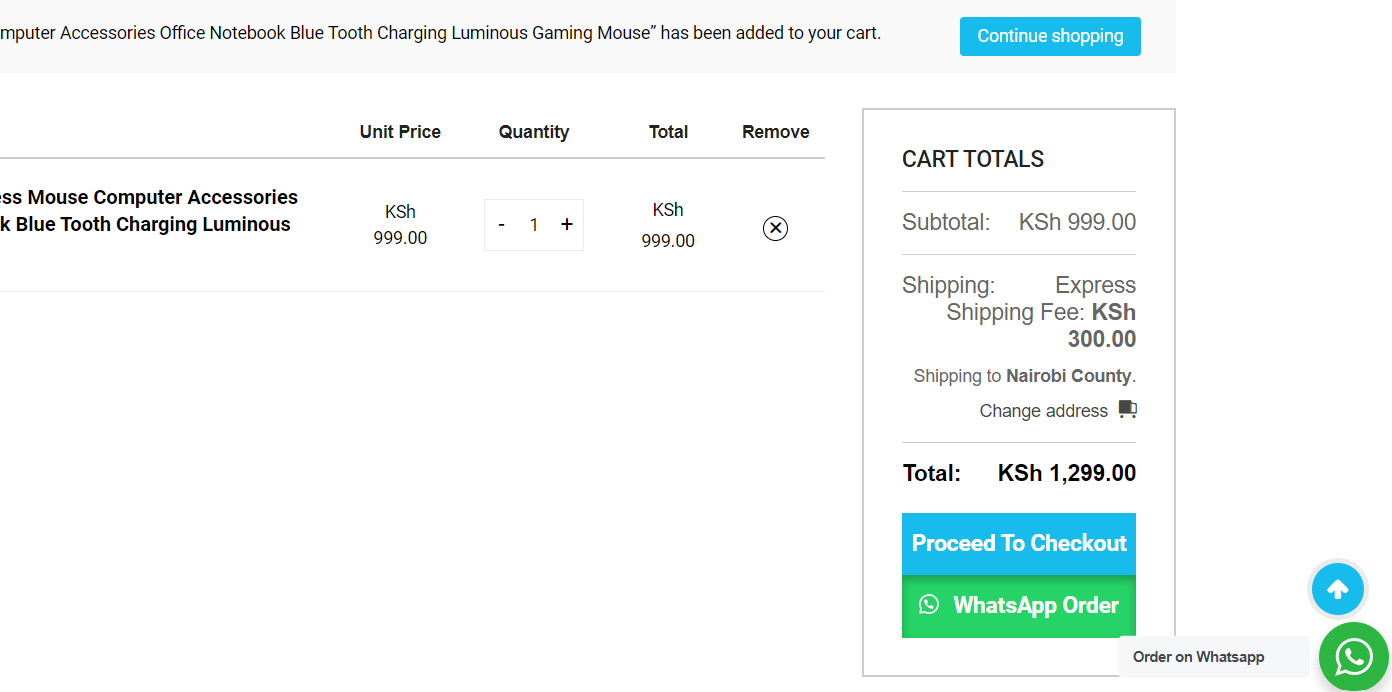 mputer Accessories Office Notebook Blue Tooth Charging Luminous Gaming Mouse” has been added to your cart.
Continue shopping
Unit Price Quantity Total Remove
ess Mouse Computer Accessories
k Blue Tooth Charging Luminous
KSh
999.00
- 1 +
KSh
999.00
CART TOTALS
Subtotal: KSh 999.00
Shipping: Express
Shipping Fee: KSh
300.00
Shipping to Nairobi County.
Change address
Total: KSh 1,299.00
Proceed To Checkout
WhatsApp Order
Order on Whatsapp